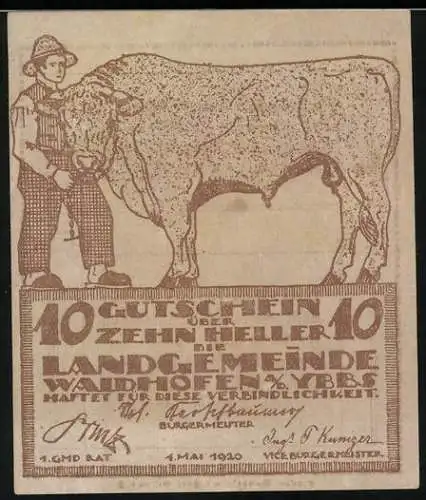 10 GUTSCHEIN 10
ÜBER
ZEHN HELLER
DIE
LANDGEMEINDE
WAIDHOFEN A/D. YBBS
HAFTET FÜR DIESE VERBINDLICHKEIT.
BÜRGERMEISTER
1. GMD RAT 1. MAI 1920 VICEBÜRGERMEISTER.